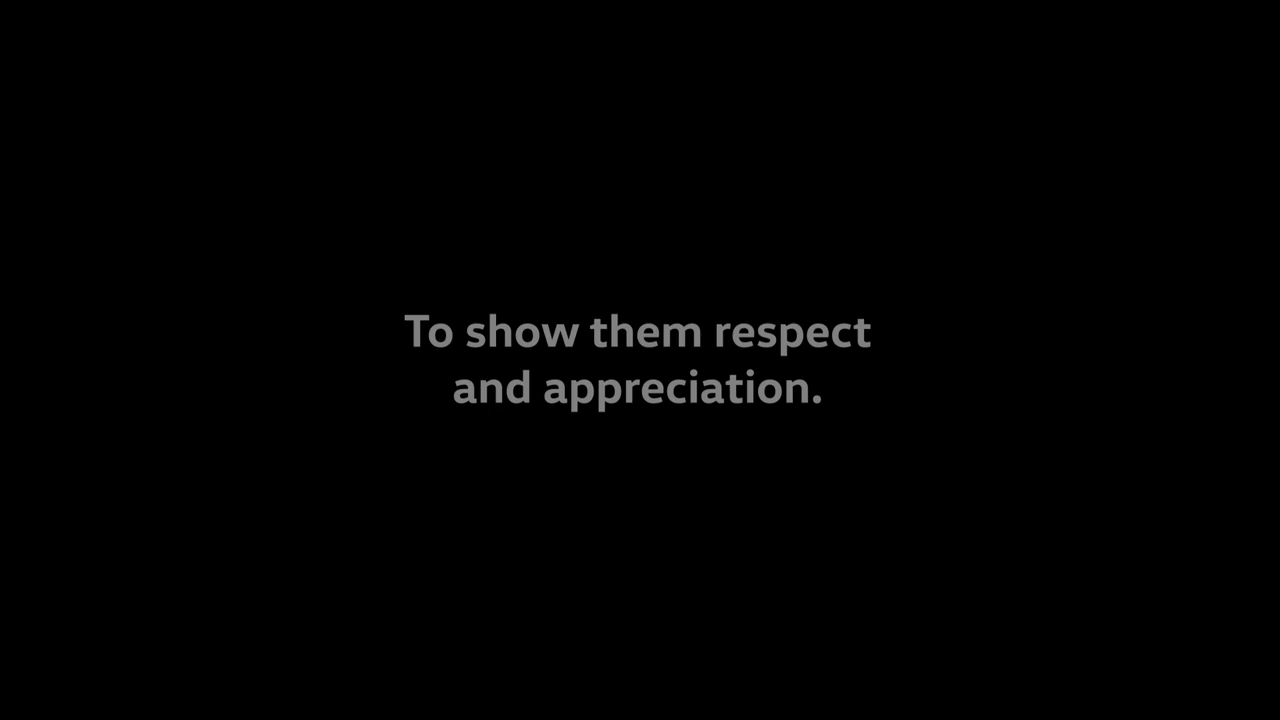 To show them respect
and appreciation.